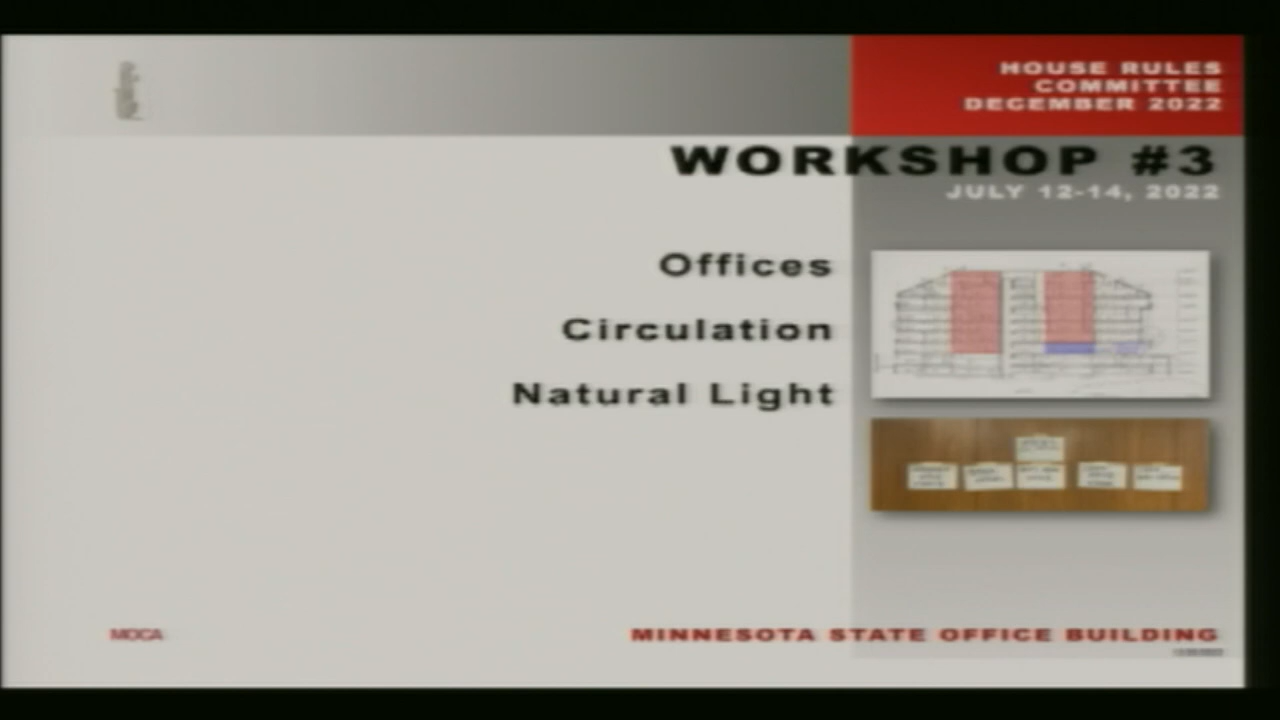 HOUSE RULES
COMMITTEE
DECEMBER 2022
WORKSHOP #3
JULY 12-14, 2022
Offices
Circulation
Natural Light
MOCA
MINNESOTA STATE OFFICE BUILDING